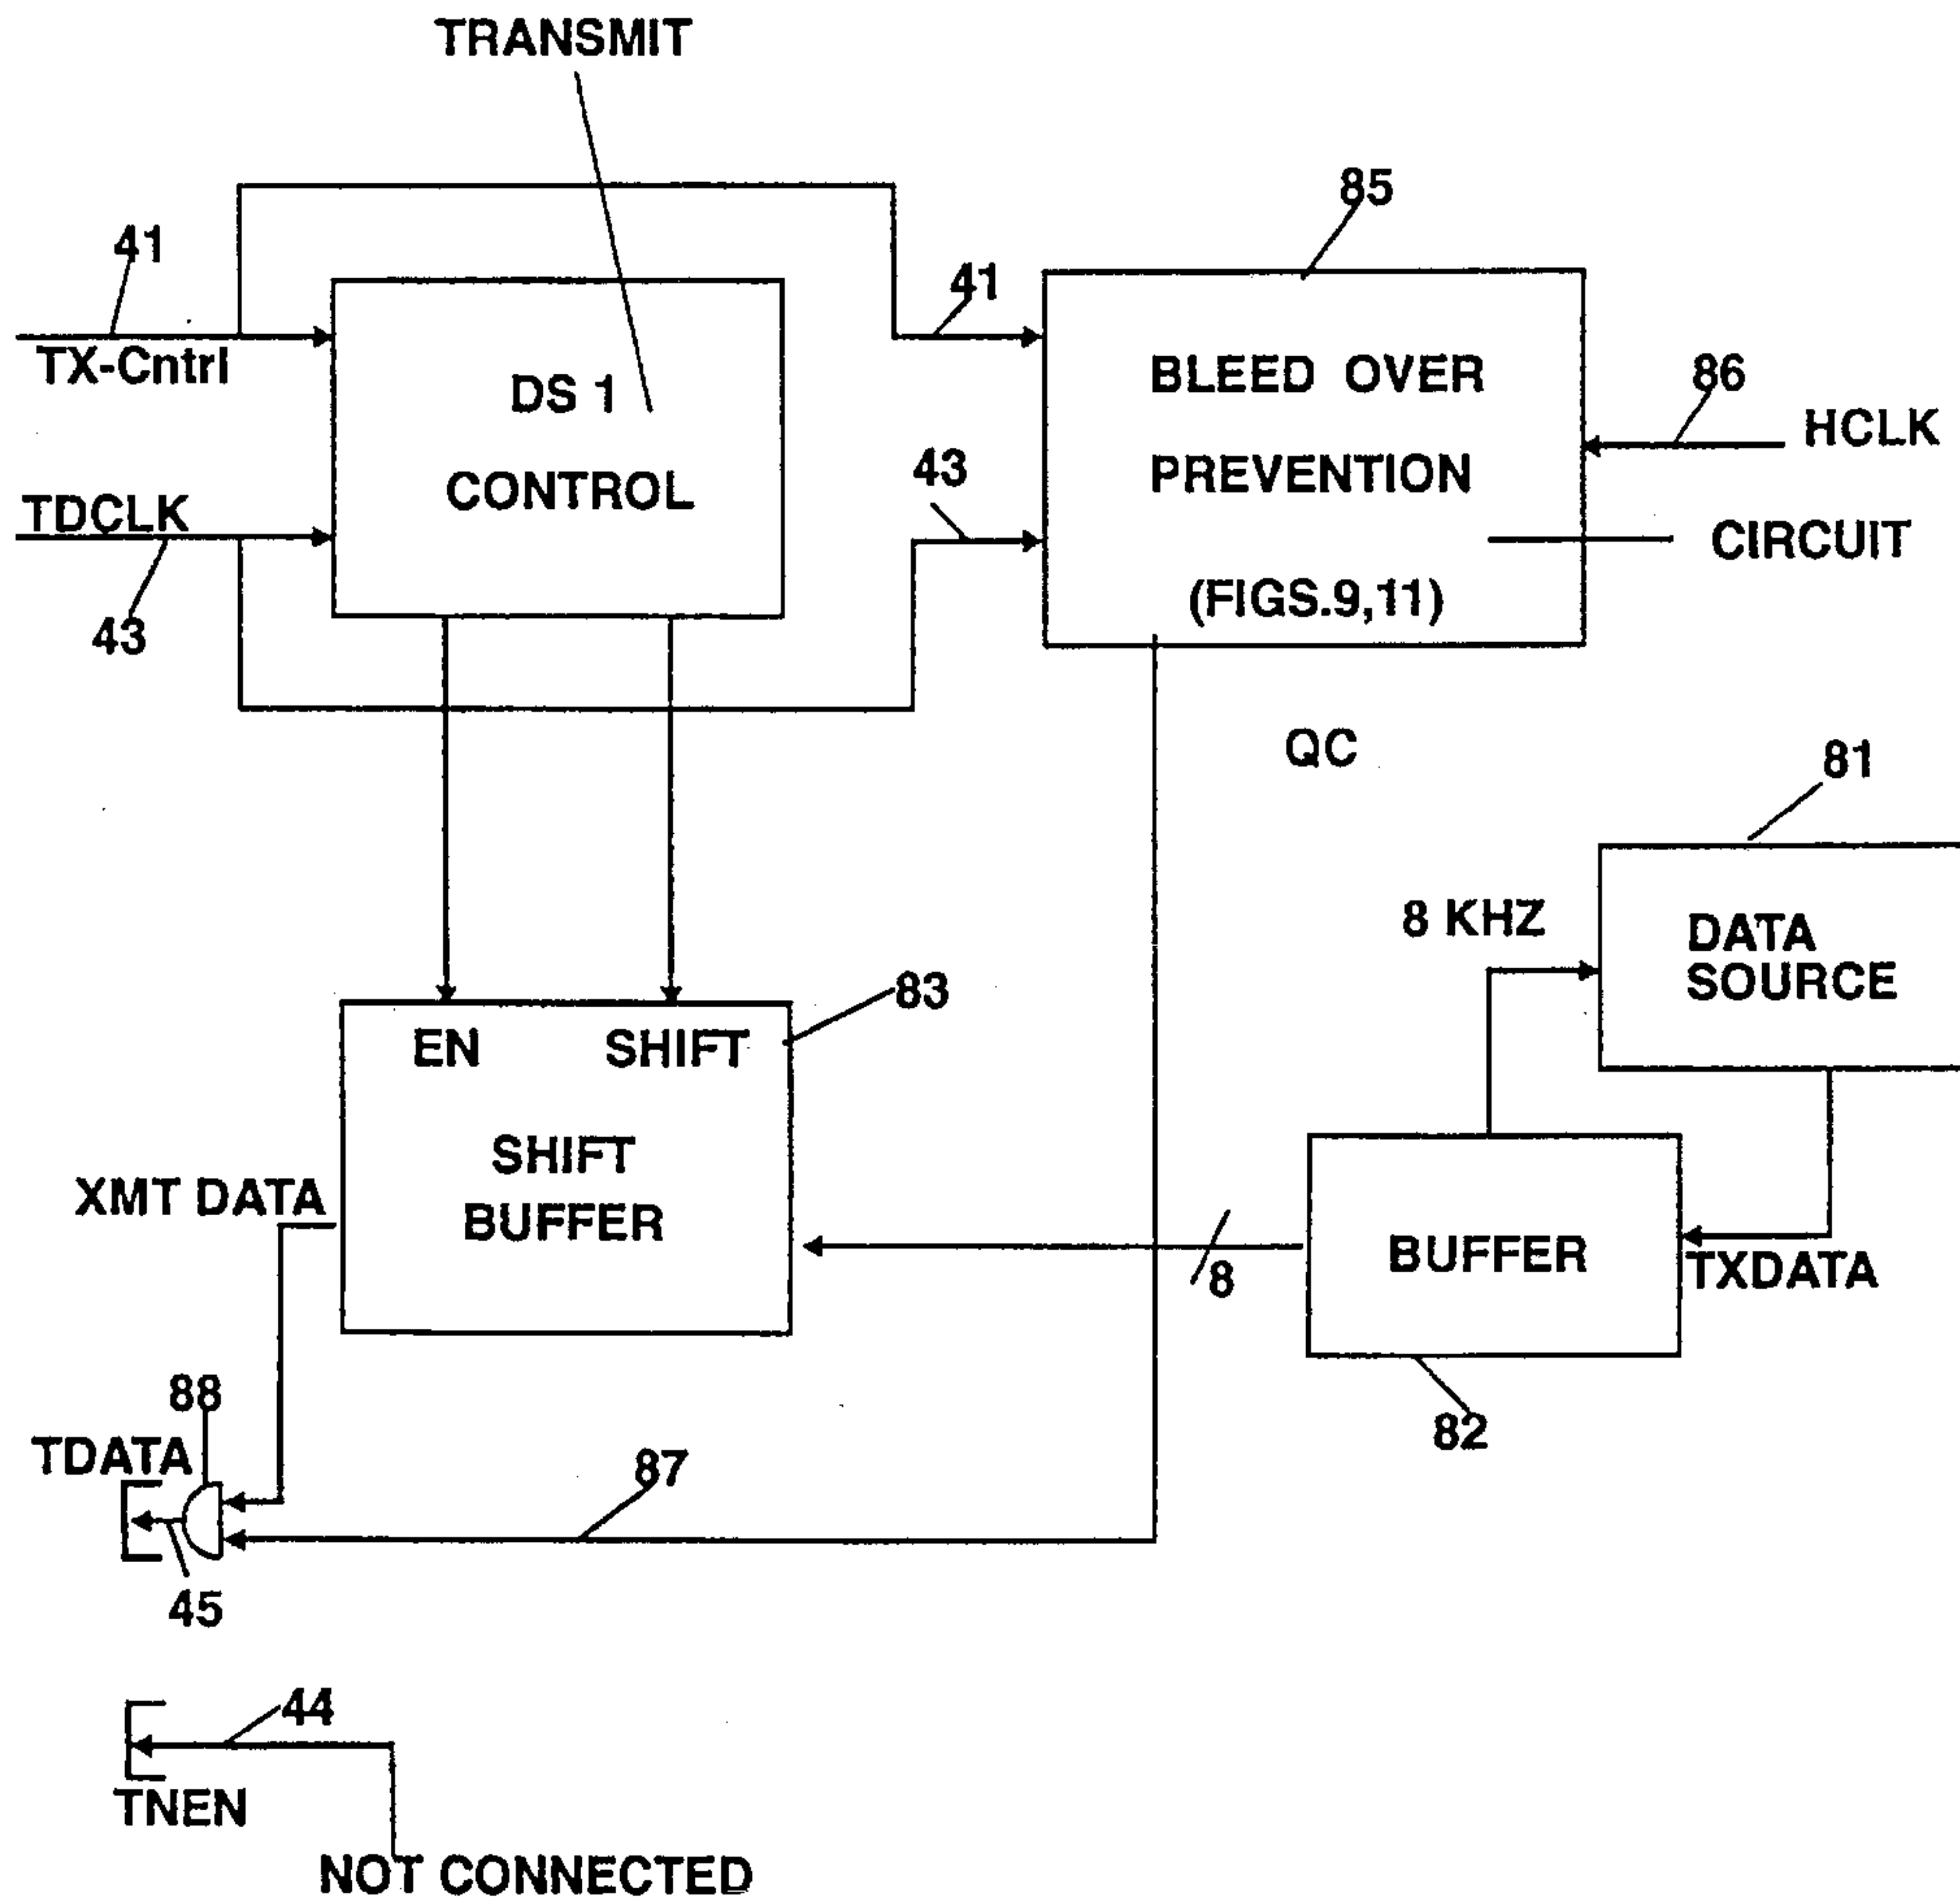 TRANSMIT
85
41
41
86
TX-Cntrl
DS 1
CONTROL
BLEED OVER
PREVENTION
(FIGS.9,11)
HCLK
CIRCUIT
TDCLK
43
43
QC
81
8 KHZ
DATA
SOURCE
83
EN
SHIFT
SHIFT
BUFFER
XMT DATA
8
BUFFER
TXDATA
82
88
TDATA
87
45
44
TNEN
NOT CONNECTED